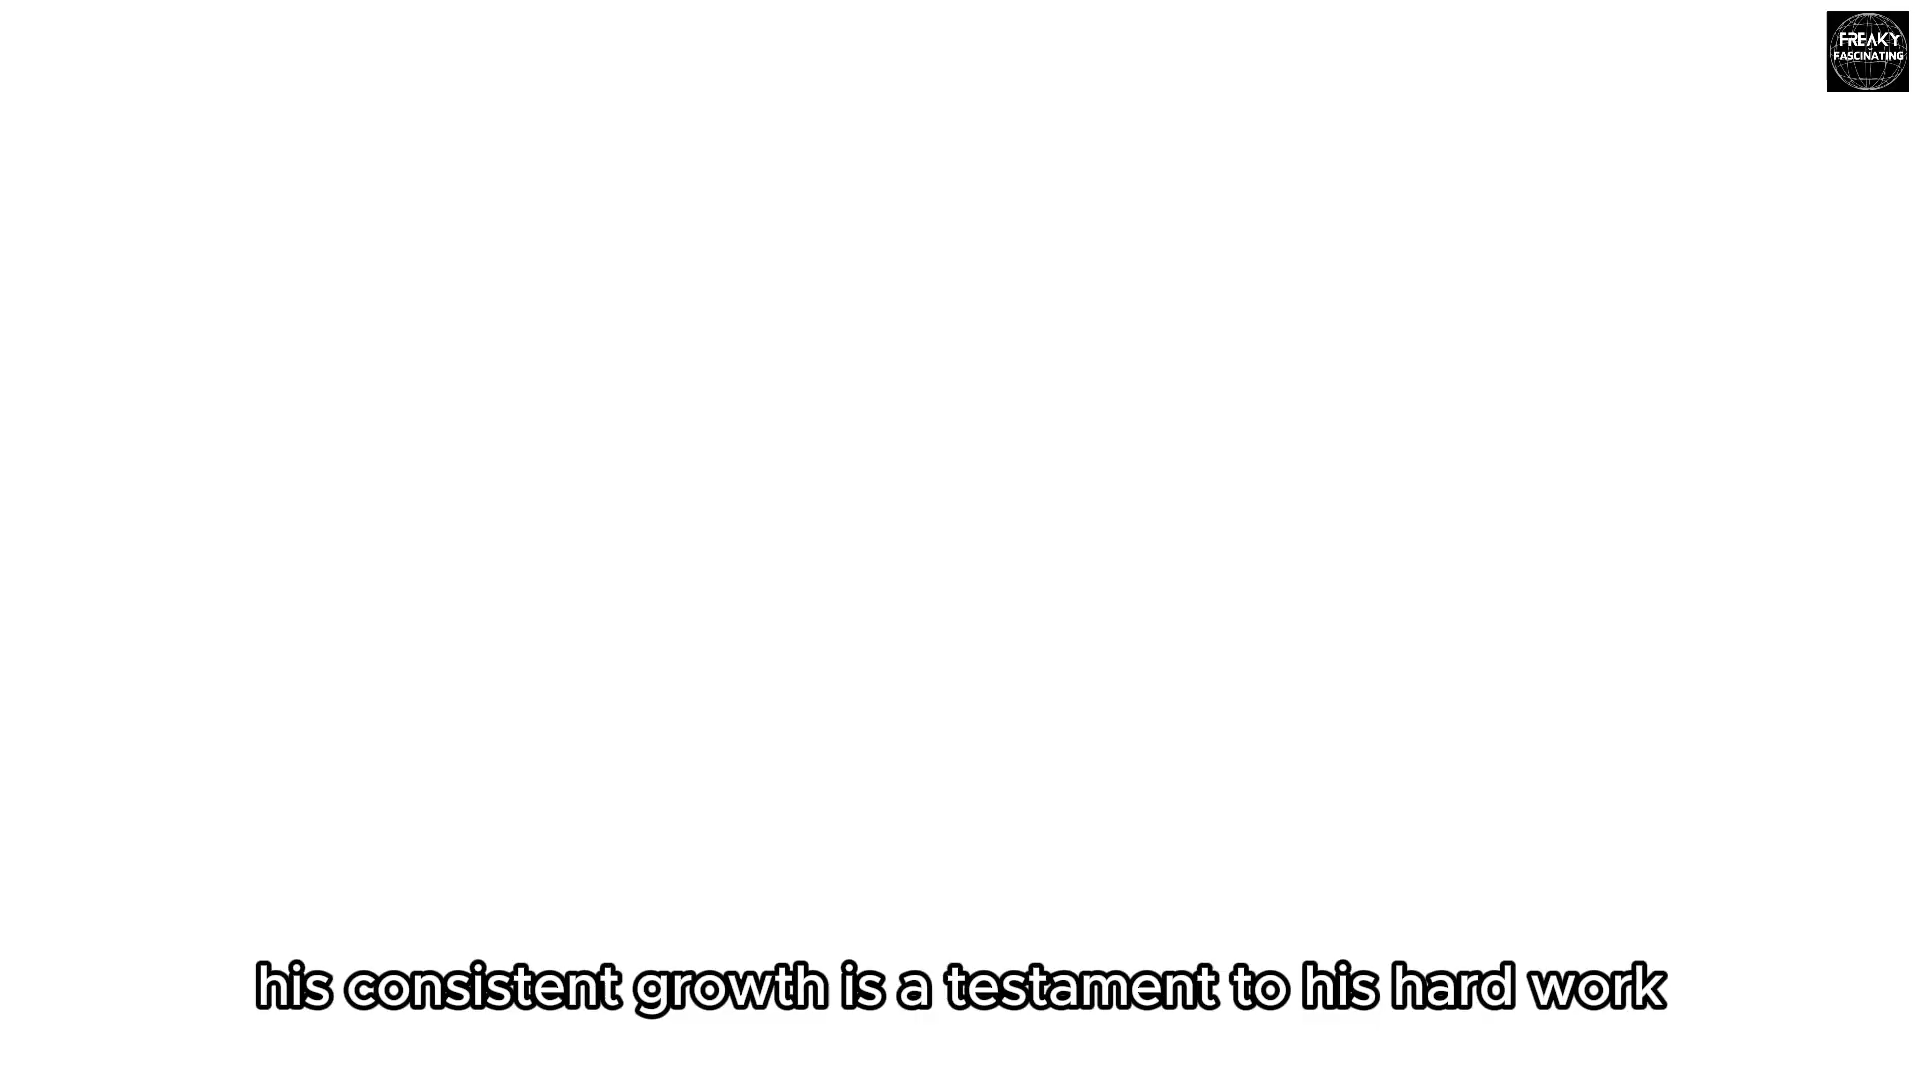 FREAKY
FASCINATING
his consistent growth is a testament to his hard work